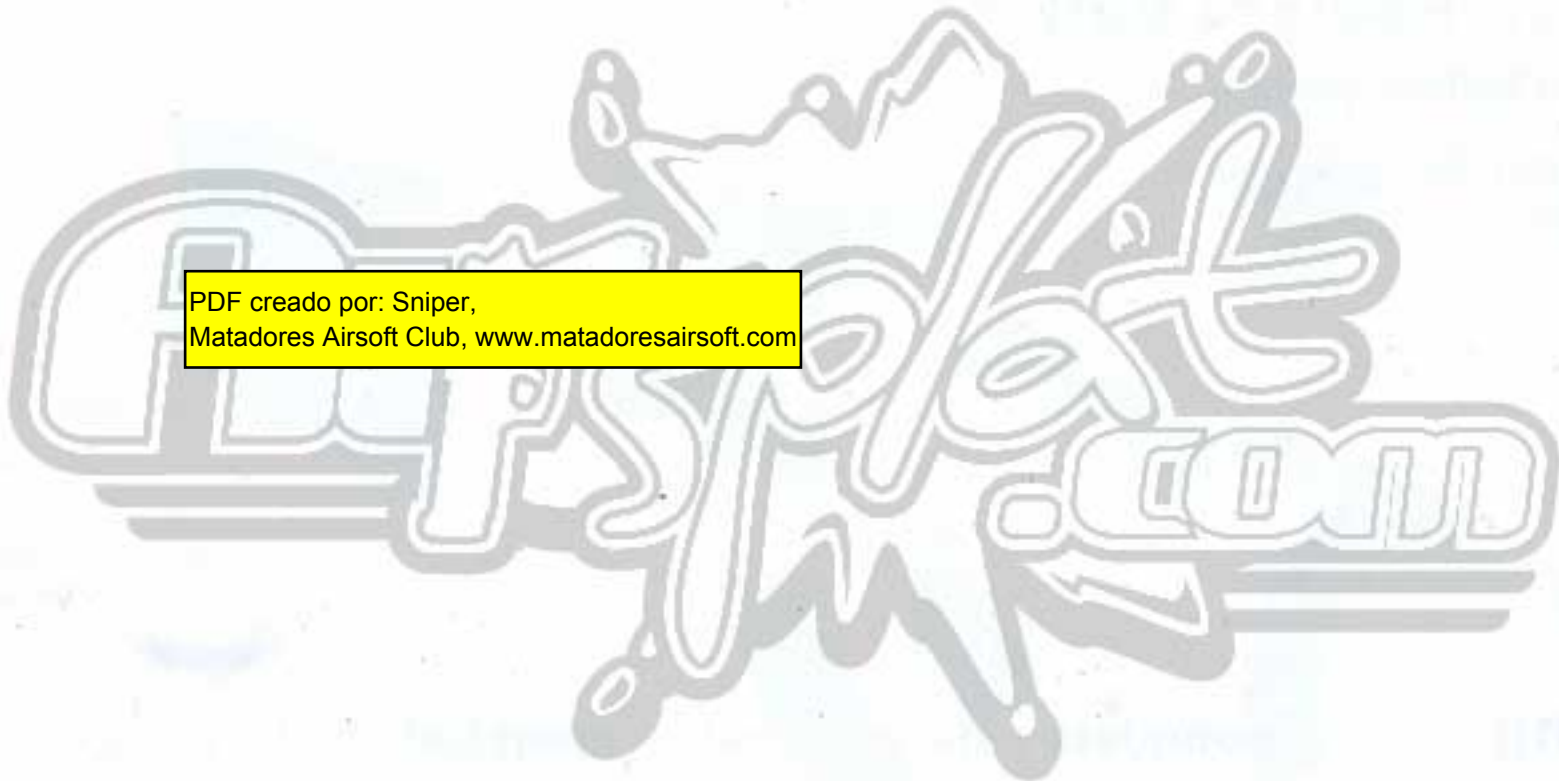 PDF creado por: Sniper,
Matadores Airsoft Club, www.matadoresairsoft.com
AirSplat
.com